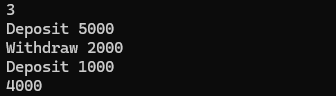 3
Deposit 5000
Withdraw 2000
Deposit 1000
4000